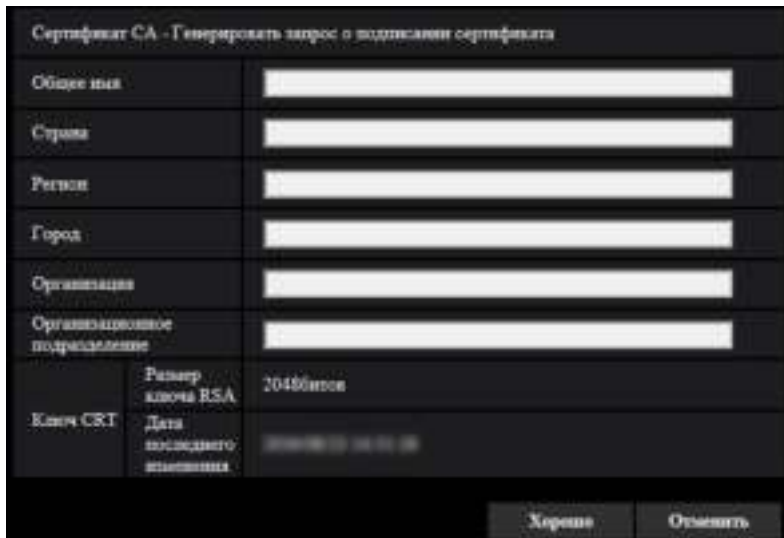 Сертификат CA - Генерировать запрос о подписании сертификата
Общее имя
Страна
Регион
Город
Организация
Организационное
подразделение
Ключ CRT
Размер
ключа RSA
2048битов
Дата
последнего
изменения
Хорошо
Отменить